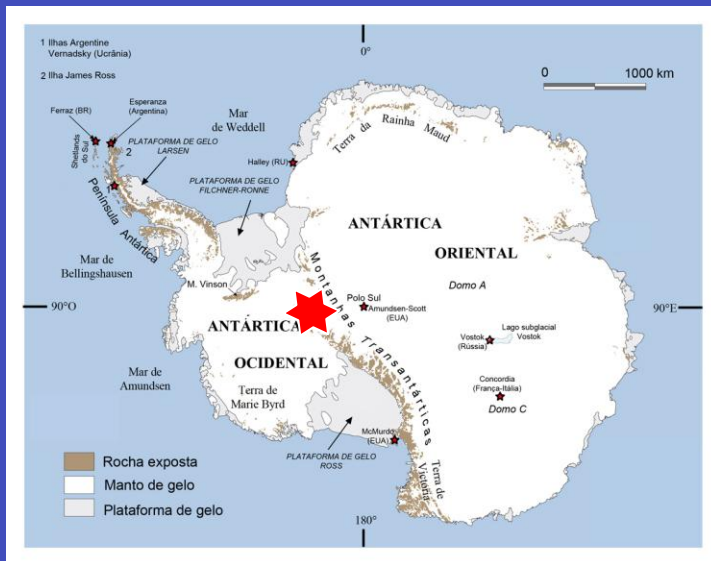 0°
1 Ilhas Argentine
Vernadsky (Ucrânia)
2 Ilha James Ross
0 1000 km
Ferraz (BR)
Esperanza
(Argentina)
Mar
de Weddell
PLATAFORMA DE GELO
LARSEN
Shetlands
do Sul
2
1
Halley (RU)
Terra da Rainha Maud
PLATAFORMA DE GELO
FILCHNER-RONNE
Península Antártica
ANTÁRTICA
ORIENTAL
Mar de
Bellingshausen
Domo A
M. Vinson
Montanhas Transantárticas
Polo Sul
Amundsen-Scott
(EUA)
90°O
90°E
ANTÁRTICA
OCIDENTAL
Vostok
(Rússia)
Lago subglacial
Vostok
Mar de
Amundsen
Terra de
Marie Byrd
Concordia
(França-Itália)
Domo C
McMurdo
(EUA)
PLATAFORMA DE GELO
ROSS
Terra de
Victoria
Rocha exposta
Manto de gelo
Plataforma de gelo
180°